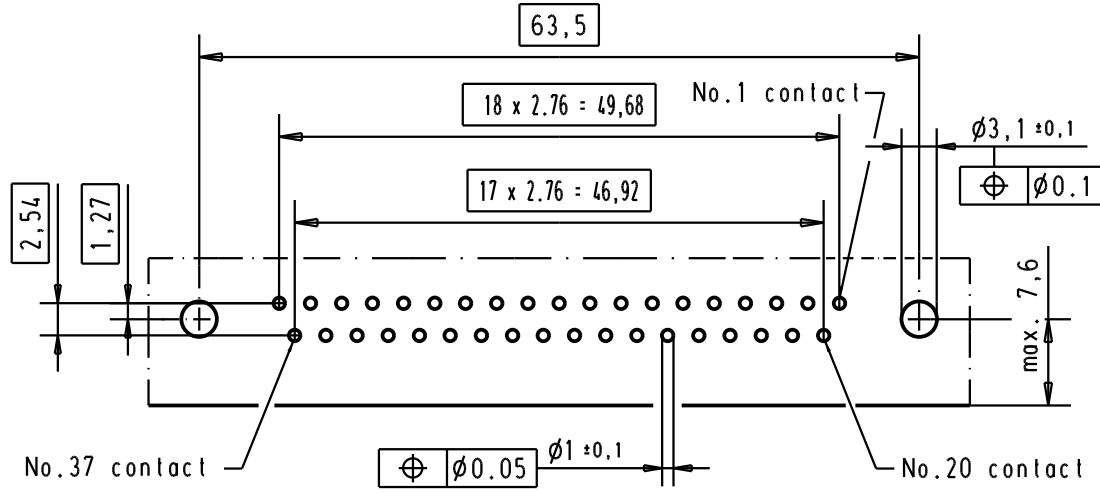 63,5
18 x 2.76 = 49,68
No.1 contact
Ø3,1 ±0,1
⌖ Ø0.1
17 x 2.76 = 46,92
2,54
1,27
max. 7,6
No.37 contact
⌖ Ø0.05
Ø1 ±0,1
No.20 contact